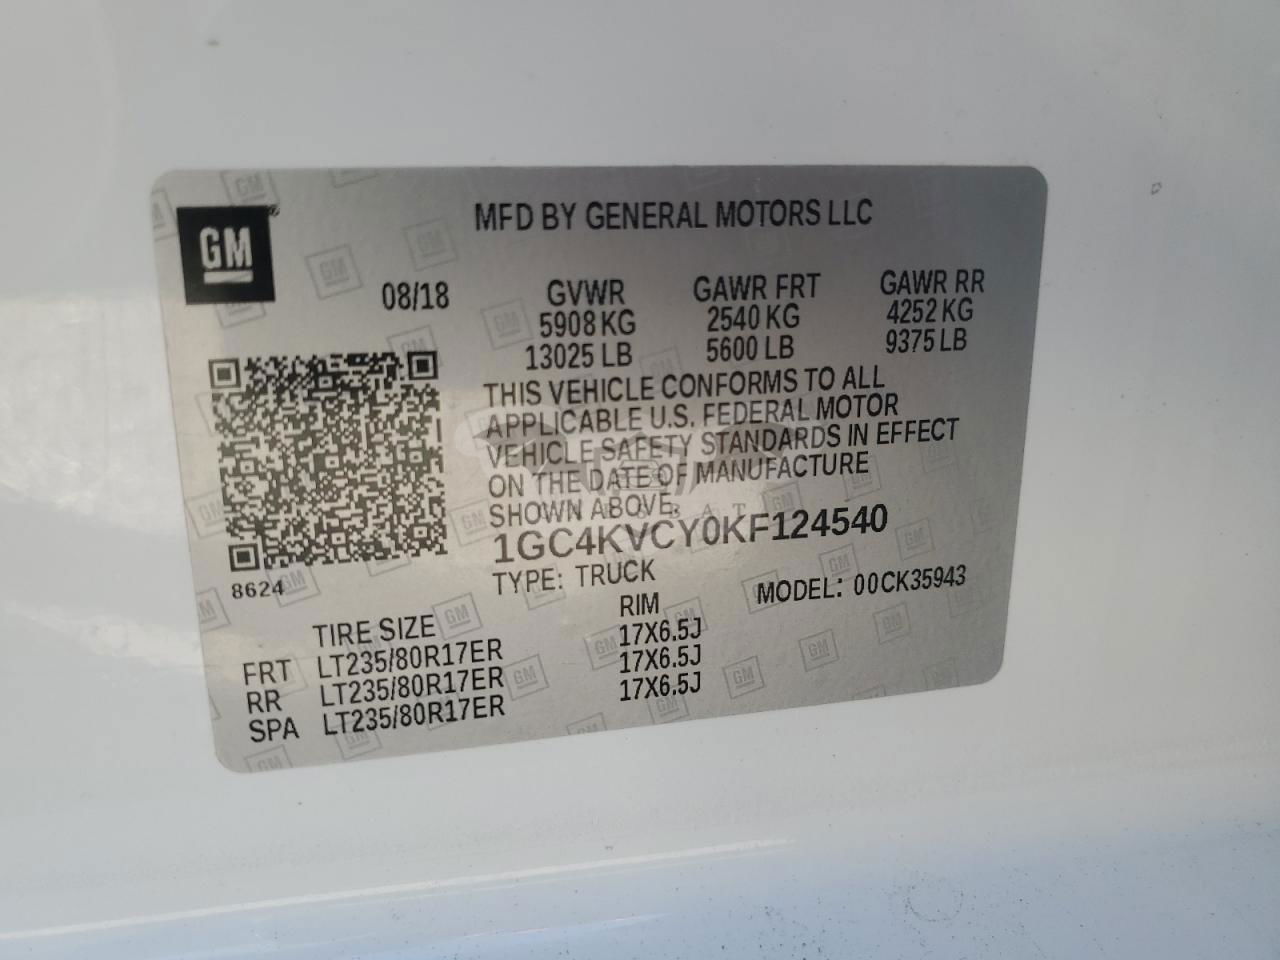 GM
MFD BY GENERAL MOTORS LLC
08/18
GVWR GAWR FRT GAWR RR
5908 KG 2540 KG 4252 KG
13025 LB 5600 LB 9375 LB
THIS VEHICLE CONFORMS TO ALL
APPLICABLE U.S. FEDERAL MOTOR
VEHICLE SAFETY STANDARDS IN EFFECT
ON THE DATE OF MANUFACTURE
SHOWN ABOVE.
1GC4KVCY0KF124540
8624
TYPE: TRUCK MODEL: 00CK35943
TIRE SIZE RIM
FRT LT235/80R17ER 17X6.5J
RR LT235/80R17ER 17X6.5J
SPA LT235/80R17ER 17X6.5J